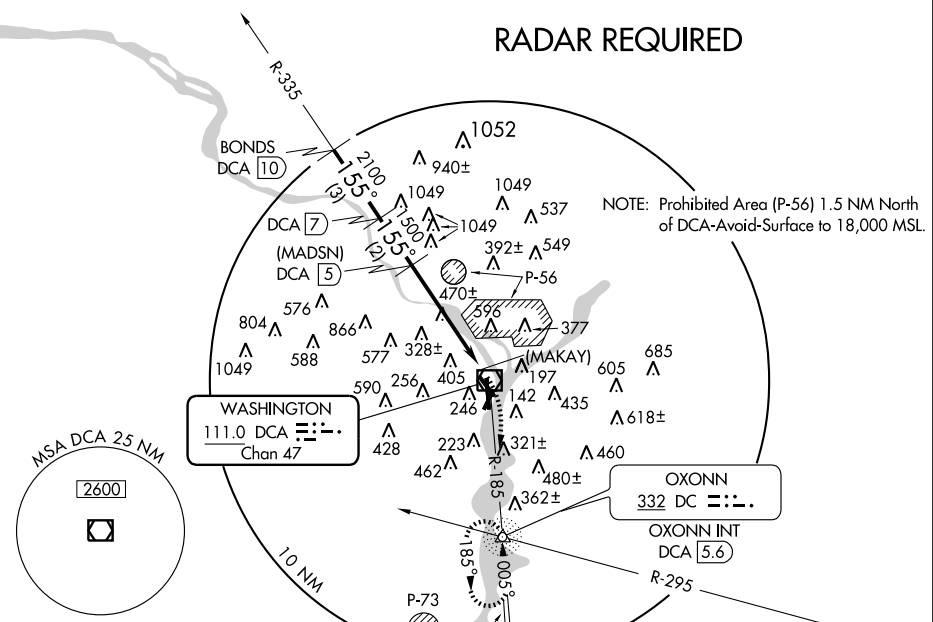 RADAR REQUIRED
R-335
1052
BONDS
DCA 10
2100
155°
(3)
940±
1049
1049
537
NOTE: Prohibited Area (P-56) 1.5 NM North
of DCA-Avoid-Surface to 18,000 MSL.
DCA 7
1500
1049
155°
(2)
(MADSN)
DCA 5
392±
549
P-56
470±
576
596
804
866
377
588
577
328±
1049
(MAKAY)
405
197
605
685
590
256
246
142
435
618±
WASHINGTON
111.0 DCA
Chan 47
428
223
321±
460
462
480±
R-185
MSA DCA 25 NM
2600
362±
OXONN
332 DC
OXONN INT
DCA 5.6
185°
005°
10 NM
R-295
P-73